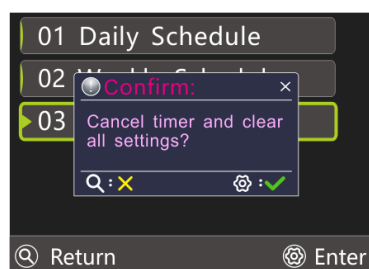 01 Daily Schedule
02
03
Confirm:
Cancel timer and clear
all settings?
Return
Enter